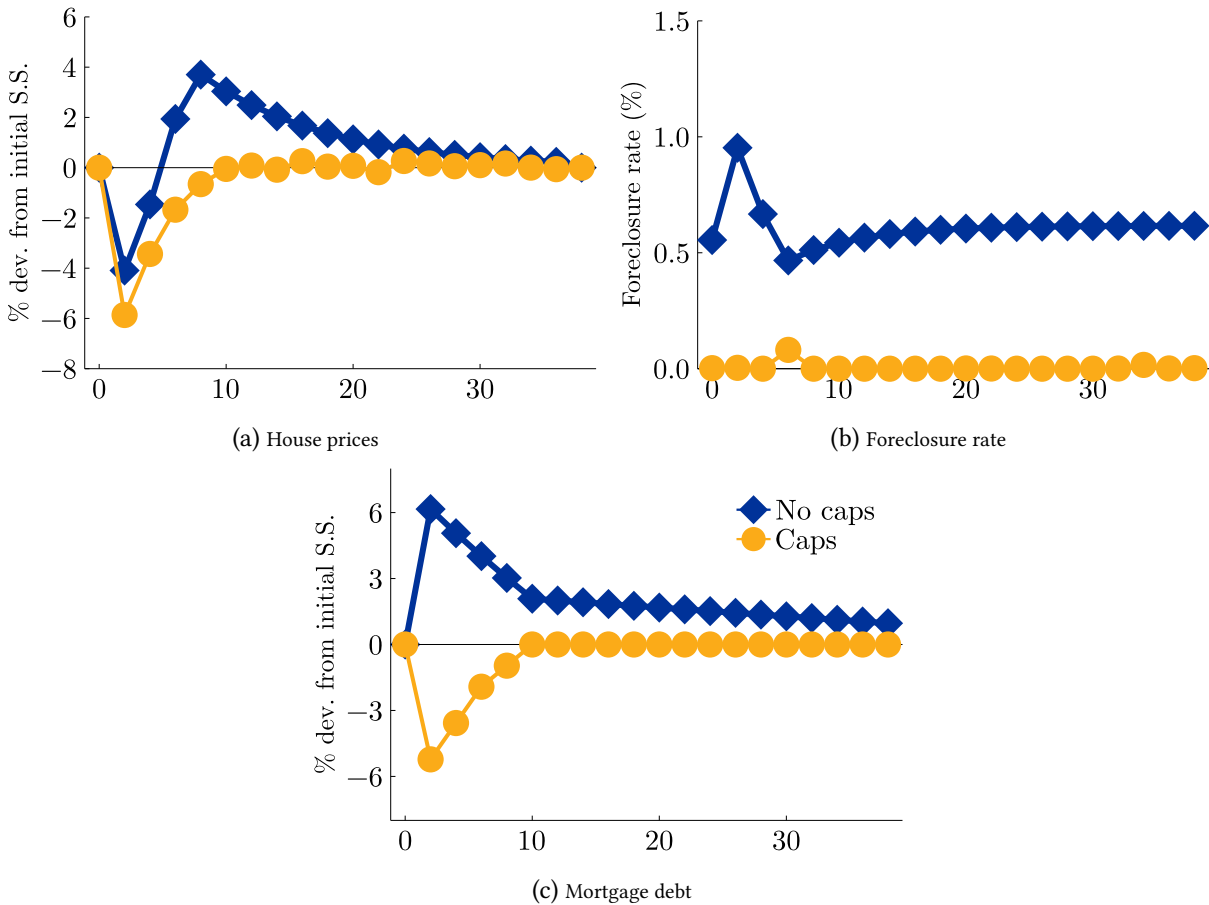 % dev. from initial S.S.
6
4
2
0
−2
−4
−6
−8
0 10 20 30
(a) House prices
Foreclosure rate (%)
1.5
1.0
0.5
0.0
0 10 20 30
(b) Foreclosure rate
% dev. from initial S.S.
6
3
0
−3
−6
0 10 20 30
No caps
Caps
(c) Mortgage debt